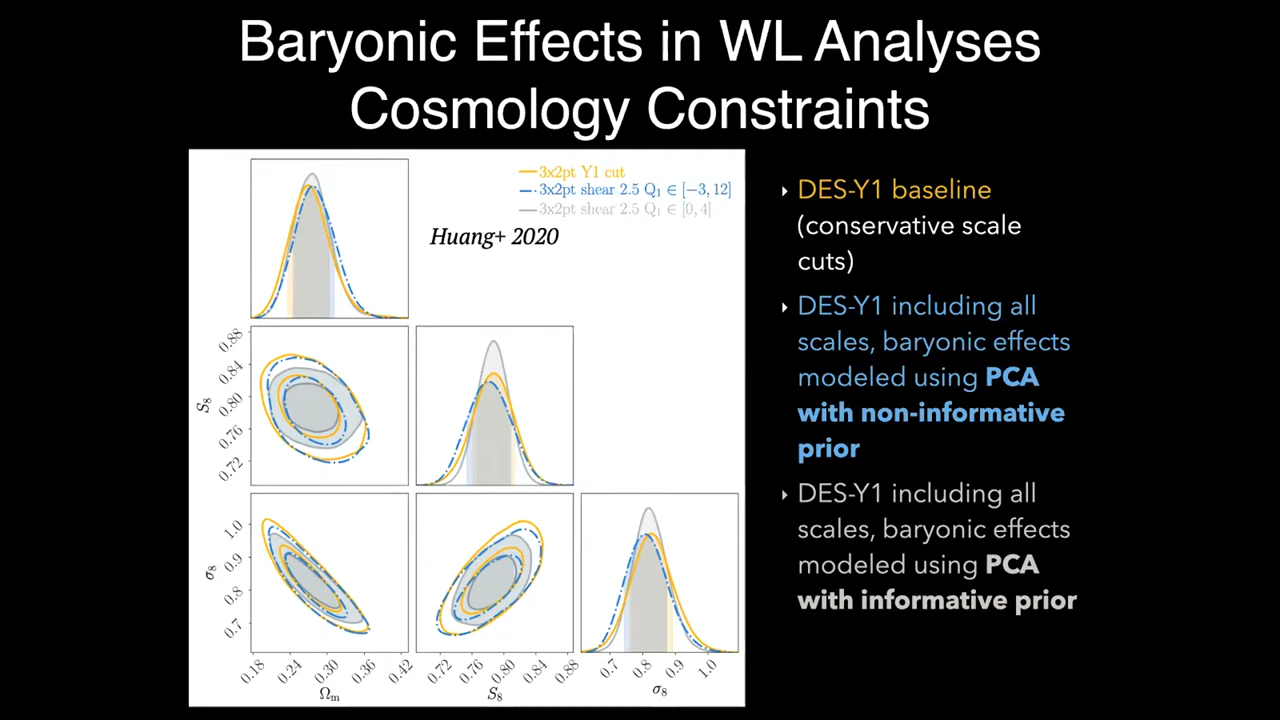 Baryonic Effects in WL Analyses
Cosmology Constraints
3x2pt Y1 cut
3x2pt shear 2.5 Q₁ ∈ [−3, 12]
3x2pt shear 2.5 Q₁ ∈ [0, 4]
Huang+ 2020
0.88
0.84
0.80
0.76
0.72
S₈
1.0
0.9
0.8
0.7
σ₈
0.18 0.24 0.30 0.36 0.42
Ωₘ
0.72 0.76 0.80 0.84 0.88
S₈
0.7 0.8 0.9 1.0
σ₈
DES-Y1 baseline
(conservative scale
cuts)
DES-Y1 including all
scales, baryonic effects
modeled using PCA
with non-informative
prior
DES-Y1 including all
scales, baryonic effects
modeled using PCA
with informative prior